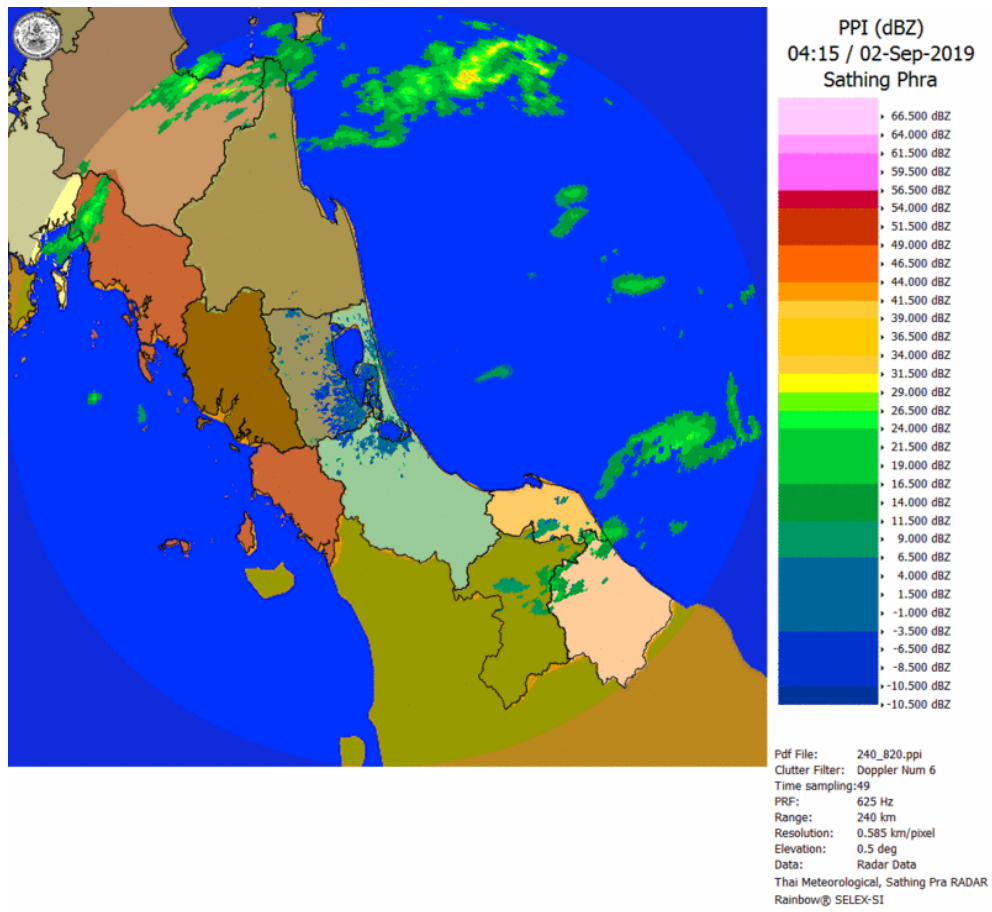 PPI (dBZ)
04:15 / 02-Sep-2019
Sathing Phra
66.500 dBZ
64.000 dBZ
61.500 dBZ
59.500 dBZ
56.500 dBZ
54.000 dBZ
51.500 dBZ
49.000 dBZ
46.500 dBZ
44.000 dBZ
41.500 dBZ
39.000 dBZ
36.500 dBZ
34.000 dBZ
31.500 dBZ
29.000 dBZ
26.500 dBZ
24.000 dBZ
21.500 dBZ
19.000 dBZ
16.500 dBZ
14.000 dBZ
11.500 dBZ
9.000 dBZ
6.500 dBZ
4.000 dBZ
1.500 dBZ
-1.000 dBZ
-3.500 dBZ
-6.500 dBZ
-8.500 dBZ
-10.500 dBZ
-10.500 dBZ
Pdf File: 240_820.ppi
Clutter Filter: Doppler Num 6
Time sampling:49
PRF: 625 Hz
Range: 240 km
Resolution: 0.585 km/pixel
Elevation: 0.5 deg
Data: Radar Data
Thai Meteorological, Sathing Pra RADAR
Rainbow® SELEX-SI